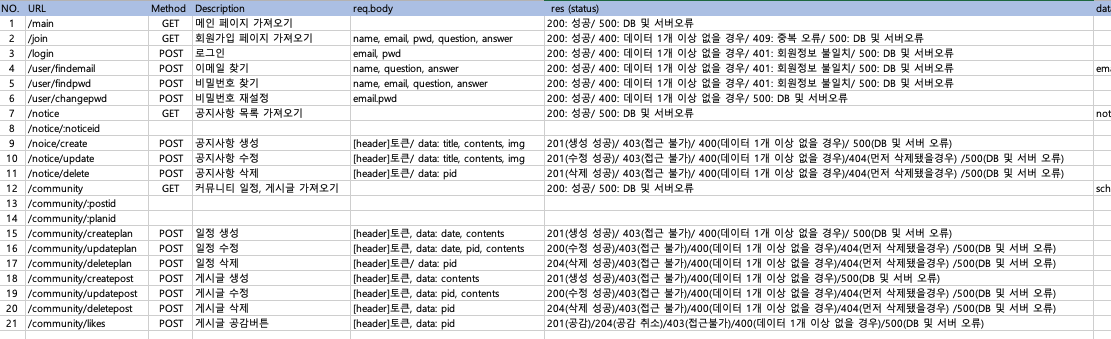 NO. URL Method Description req.body res (status) data
1 /main GET 메인 페이지 가져오기 200: 성공/ 500: DB 및 서버오류
2 /join GET 회원가입 페이지 가져오기 name, email, pwd, question, answer 200: 성공/ 400: 데이터 1개 이상 없을 경우/ 409: 중복 오류/ 500: DB 및 서버오류
3 /login POST 로그인 email, pwd 200: 성공/ 400: 데이터 1개 이상 없을 경우/ 401: 회원정보 불일치/ 500: DB 및 서버오류
4 /user/findemail POST 이메일 찾기 name, question, answer 200: 성공/ 400: 데이터 1개 이상 없을 경우/ 401: 회원정보 불일치/ 500: DB 및 서버오류 ema
5 /user/findpwd POST 비밀번호 찾기 name, email, question, answer 200: 성공/ 400: 데이터 1개 이상 없을 경우/ 401: 회원정보 불일치/ 500: DB 및 서버오류
6 /user/changepwd POST 비밀번호 재설정 email.pwd 200: 성공/ 400: 데이터 1개 이상 없을 경우/ 500: DB 및 서버오류
7 /notice GET 공지사항 목록 가져오기 200: 성공/ 500: DB 및 서버오류 not
8 /notice/:noticeid
9 /noice/create POST 공지사항 생성 [header]토큰/ data: title, contents, img 201(생성 성공)/ 403(접근 불가)/ 400(데이터 1개 이상 없을 경우)/ 500(DB 및 서버 오류)
10 /notice/update POST 공지사항 수정 [header]토큰/ data: title, contents, img 201(수정 성공)/ 403(접근 불가)/ 400(데이터 1개 이상 없을 경우)/404(먼저 삭제됐을경우) /500(DB 및 서버 오류)
11 /notice/delete POST 공지사항 삭제 [header]토큰/ data: pid 201(삭제 성공)/ 403(접근 불가)/ 400(데이터 1개 이상 없을 경우)/404(먼저 삭제됐을경우) /500(DB 및 서버 오류)
12 /community GET 커뮤니티 일정, 게시글 가져오기 200: 성공/ 500: DB 및 서버오류 sch
13 /community/:postid
14 /community/:planid
15 /community/createplan POST 일정 생성 [header]토큰, data: date, contents 201(생성 성공)/ 403(접근 불가)/ 400(데이터 1개 이상 없을 경우)/ 500(DB 및 서버 오류)
16 /community/updateplan POST 일정 수정 [header]토큰, data: date, pid, contents 200(수정 성공)/403(접근 불가)/400(데이터 1개 이상 없을 경우)/404(먼저 삭제됐을경우) /500(DB 및 서버 오류)
17 /community/deleteplan POST 일정 삭제 [header]토큰/ data: pid 204(삭제 성공)/403(접근 불가)/400(데이터 1개 이상 없을 경우)/404(먼저 삭제됐을경우) /500(DB 및 서버 오류)
18 /community/createpost POST 게시글 생성 [header]토큰, data: contents 201(생성 성공)/403(접근 불가)/400(데이터 1개 이상 없을 경우)/500(DB 및 서버 오류)
19 /community/updatepost POST 게시글 수정 [header]토큰, data: pid, contents 200(수정 성공)/403(접근 불가)/400(데이터 1개 이상 없을 경우)/404(먼저 삭제됐을경우) /500(DB 및 서버 오류)
20 /community/deletepost POST 게시글 삭제 [header]토큰, data: pid 204(삭제 성공)/403(접근 불가)/400(데이터 1개 이상 없을 경우)/404(먼저 삭제됐을경우) /500(DB 및 서버 오류)
21 /community/likes POST 게시글 공감버튼 [header]토큰, data: pid 201(공감)/204(공감 취소)/403(접근불가)/400(데이터 1개 이상 없을 경우)/500(DB 및 서버 오류)